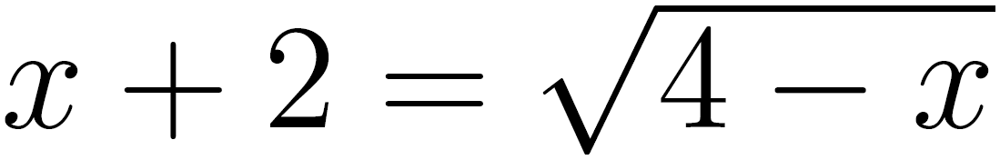 x + 2 = √(4 − x)